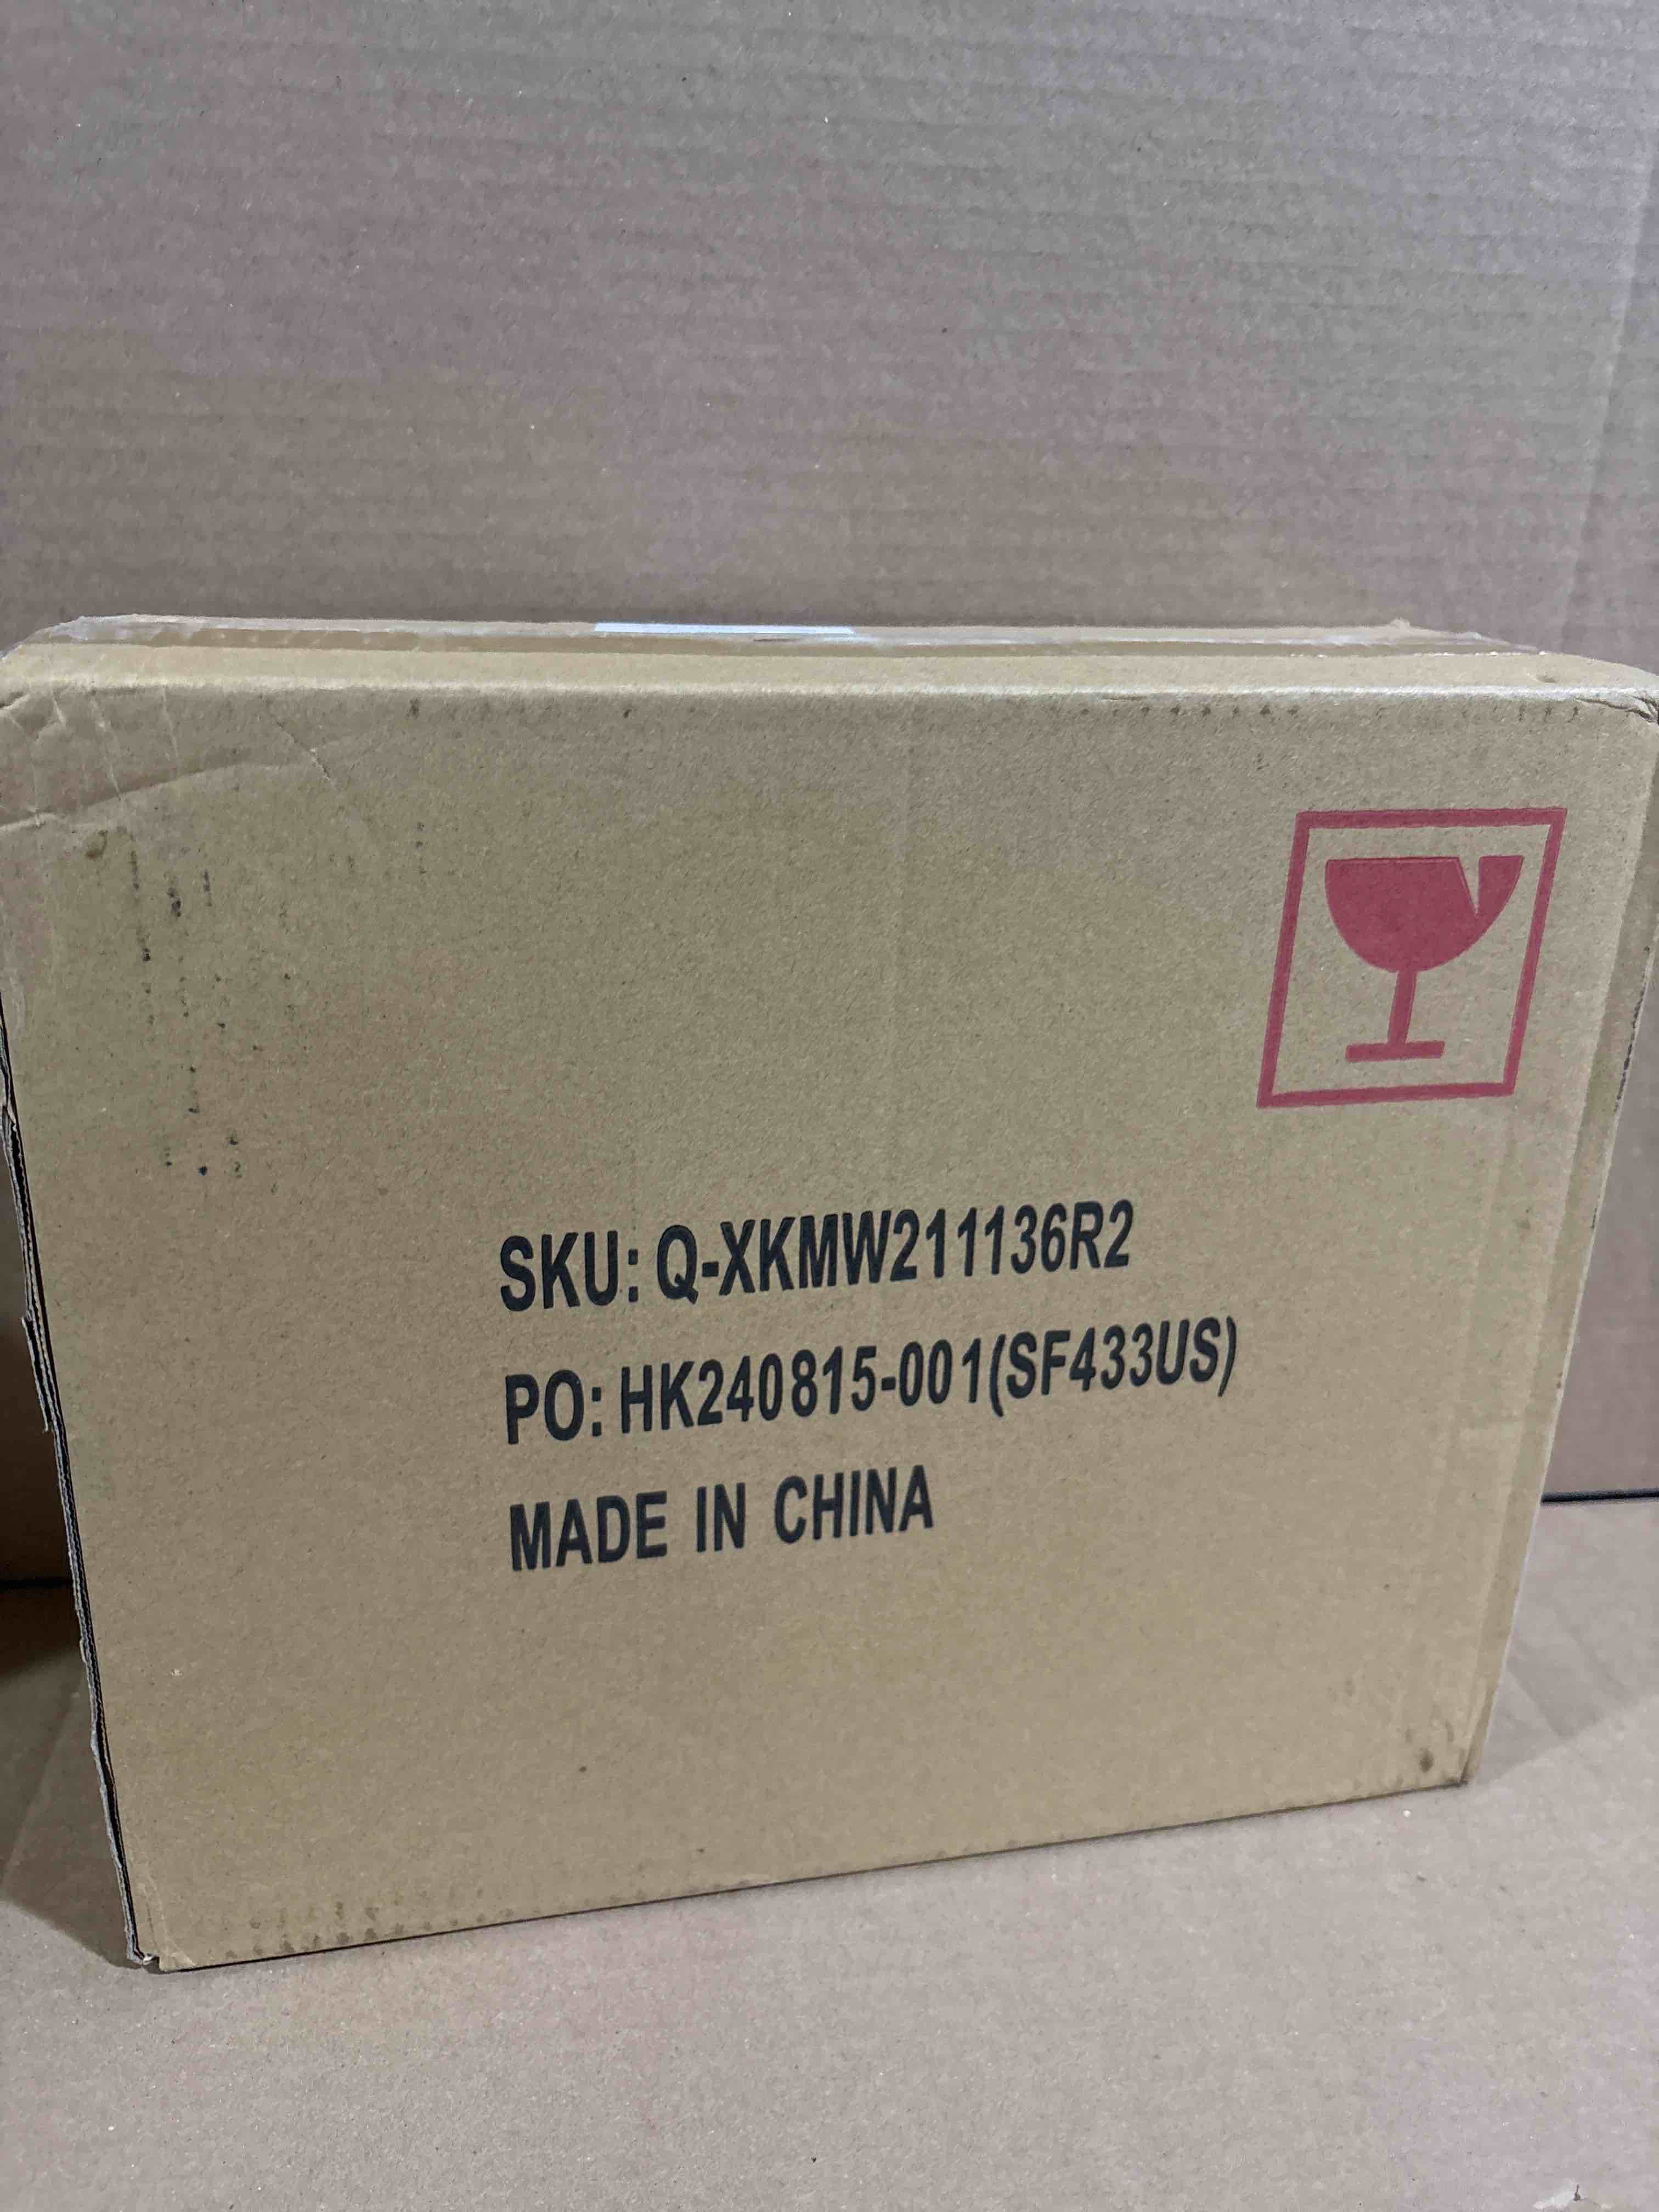 SKU: Q-XKMW211136R2
PO: HK240815-001(SF433US)
MADE IN CHINA